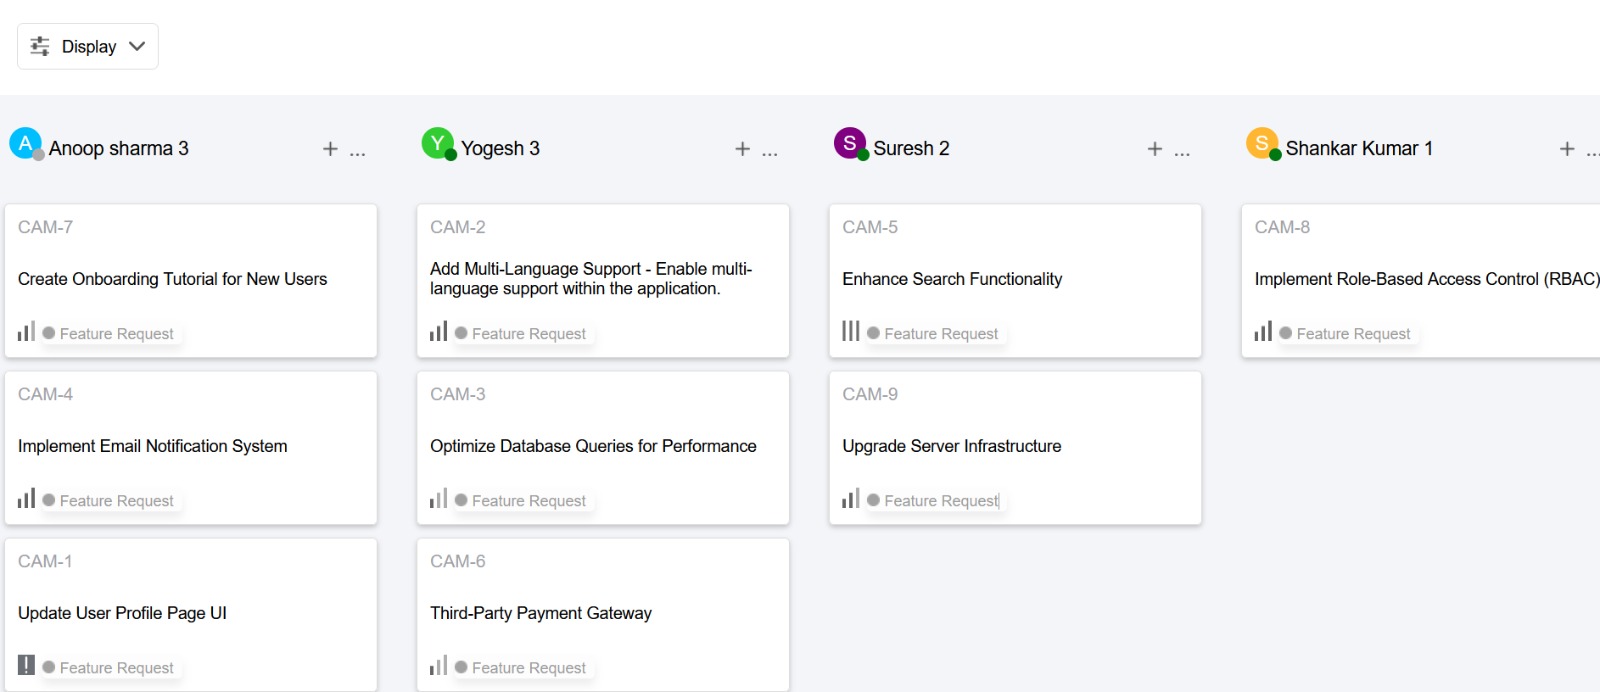 Display
A Anoop sharma 3 + ...
CAM-7
Create Onboarding Tutorial for New Users
Feature Request
CAM-4
Implement Email Notification System
Feature Request
CAM-1
Update User Profile Page UI
! Feature Request
Y Yogesh 3 + ...
CAM-2
Add Multi-Language Support - Enable multi-
language support within the application.
Feature Request
CAM-3
Optimize Database Queries for Performance
Feature Request
CAM-6
Third-Party Payment Gateway
Feature Request
S Suresh 2 + ...
CAM-5
Enhance Search Functionality
Feature Request
CAM-9
Upgrade Server Infrastructure
Feature Request
S Shankar Kumar 1 + ...
CAM-8
Implement Role-Based Access Control (RBAC)
Feature Request